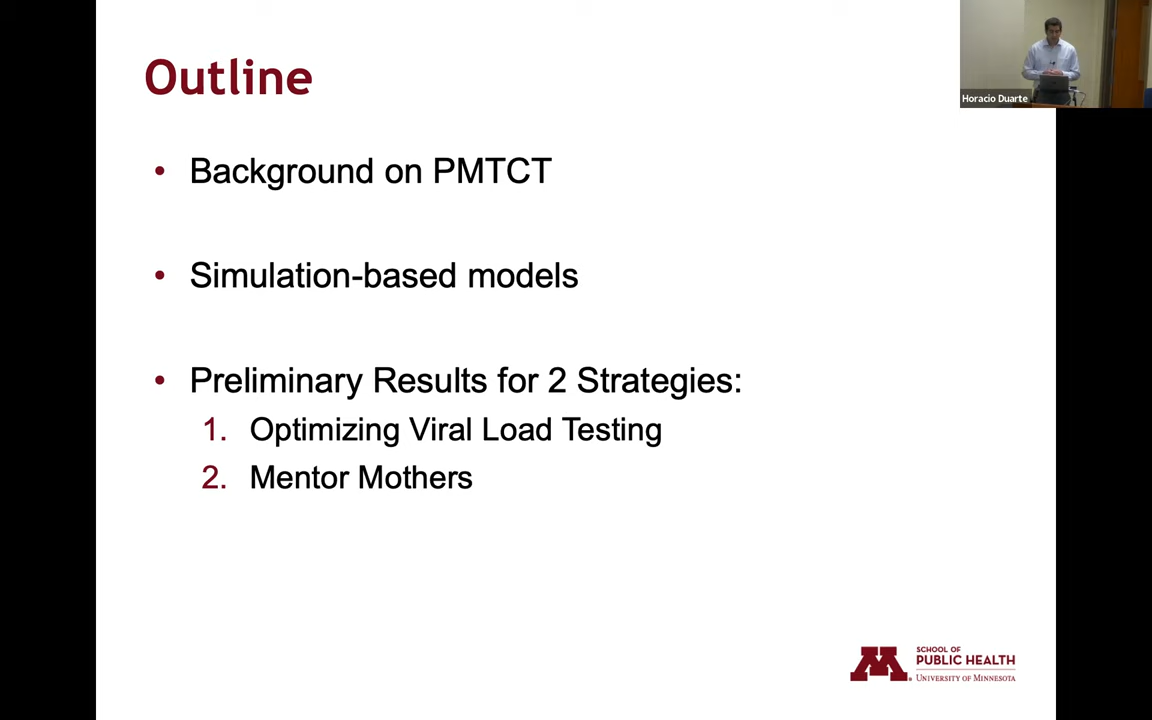 Outline
Horacio Duarte
• Background on PMTCT
• Simulation-based models
• Preliminary Results for 2 Strategies:
1. Optimizing Viral Load Testing
2. Mentor Mothers
M
SCHOOL OF
PUBLIC HEALTH
UNIVERSITY OF MINNESOTA